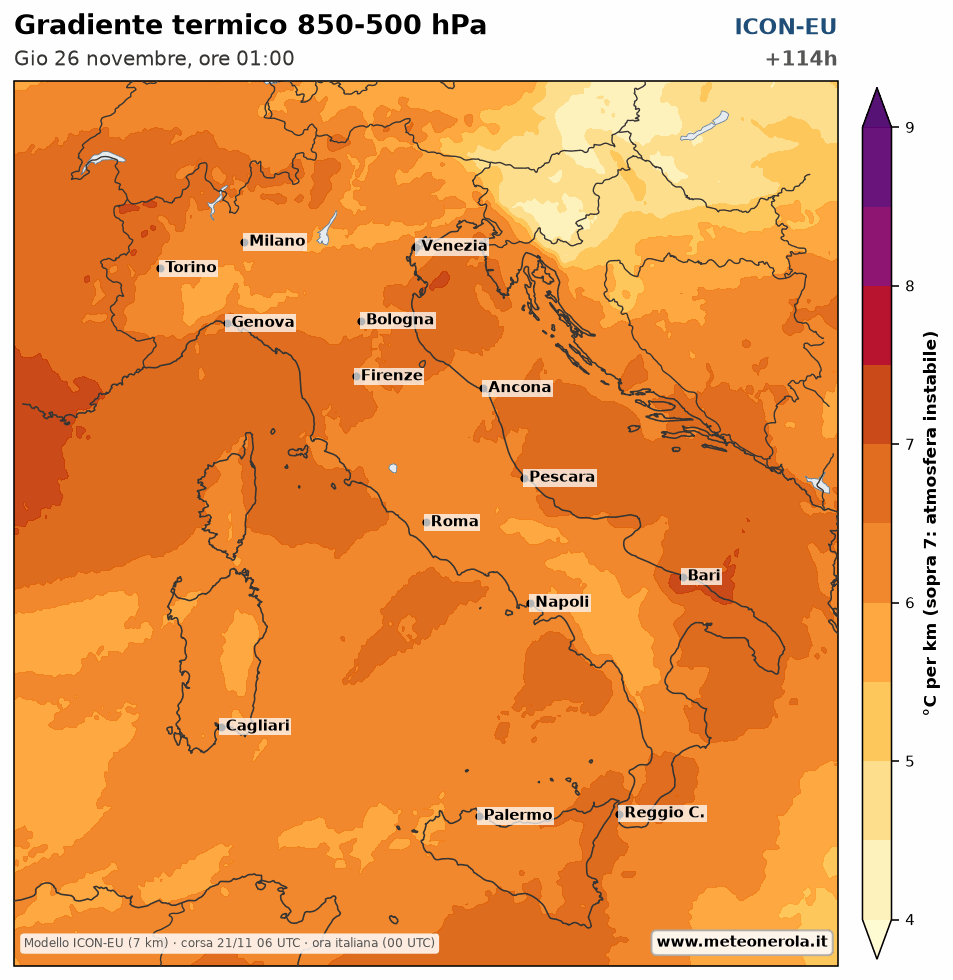 Gradiente termico 850-500 hPa
ICON-EU
Gio 26 novembre, ore 01:00
+114h
Milano
Venezia
Torino
Genova
Bologna
Firenze
Ancona
Pescara
Roma
Bari
Napoli
Cagliari
Palermo
Reggio C.
9
8
7
6
5
4
°C per km (sopra 7: atmosfera instabile)
Modello ICON-EU (7 km) · corsa 21/11 06 UTC · ora italiana (00 UTC)
www.meteonerola.it